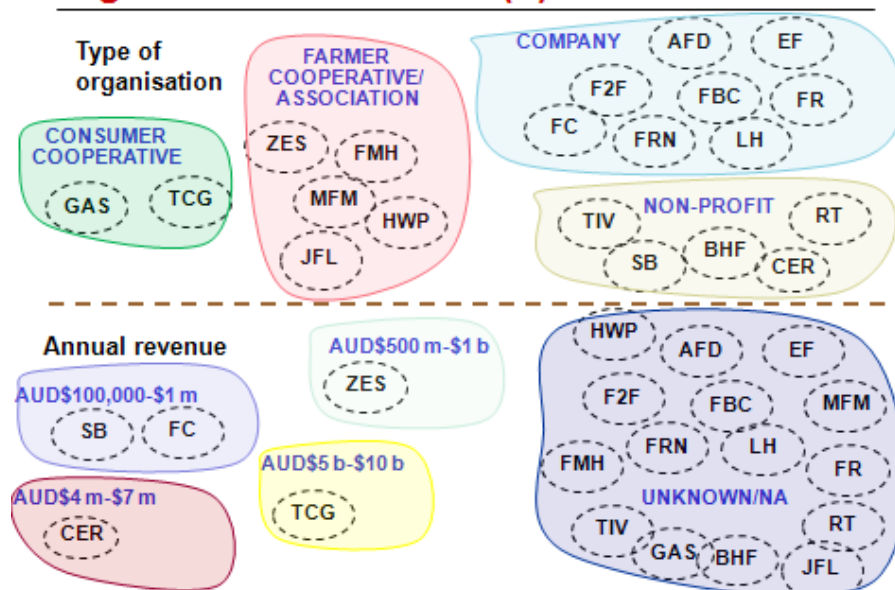 Type of
organisation
CONSUMER
COOPERATIVE
GAS
TCG
FARMER
COOPERATIVE/
ASSOCIATION
ZES
FMH
MFM
HWP
JFL
COMPANY
AFD
EF
F2F
FBC
FR
FC
FRN
LH
NON-PROFIT
TIV
RT
SB
BHF
CER
Annual revenue
AUD$100,000-$1 m
SB
FC
AUD$4 m-$7 m
CER
AUD$500 m-$1 b
ZES
AUD$5 b-$10 b
TCG
HWP
AFD
EF
F2F
FBC
MFM
FMH
FRN
LH
FR
UNKNOWN/NA
TIV
RT
GAS
BHF
JFL